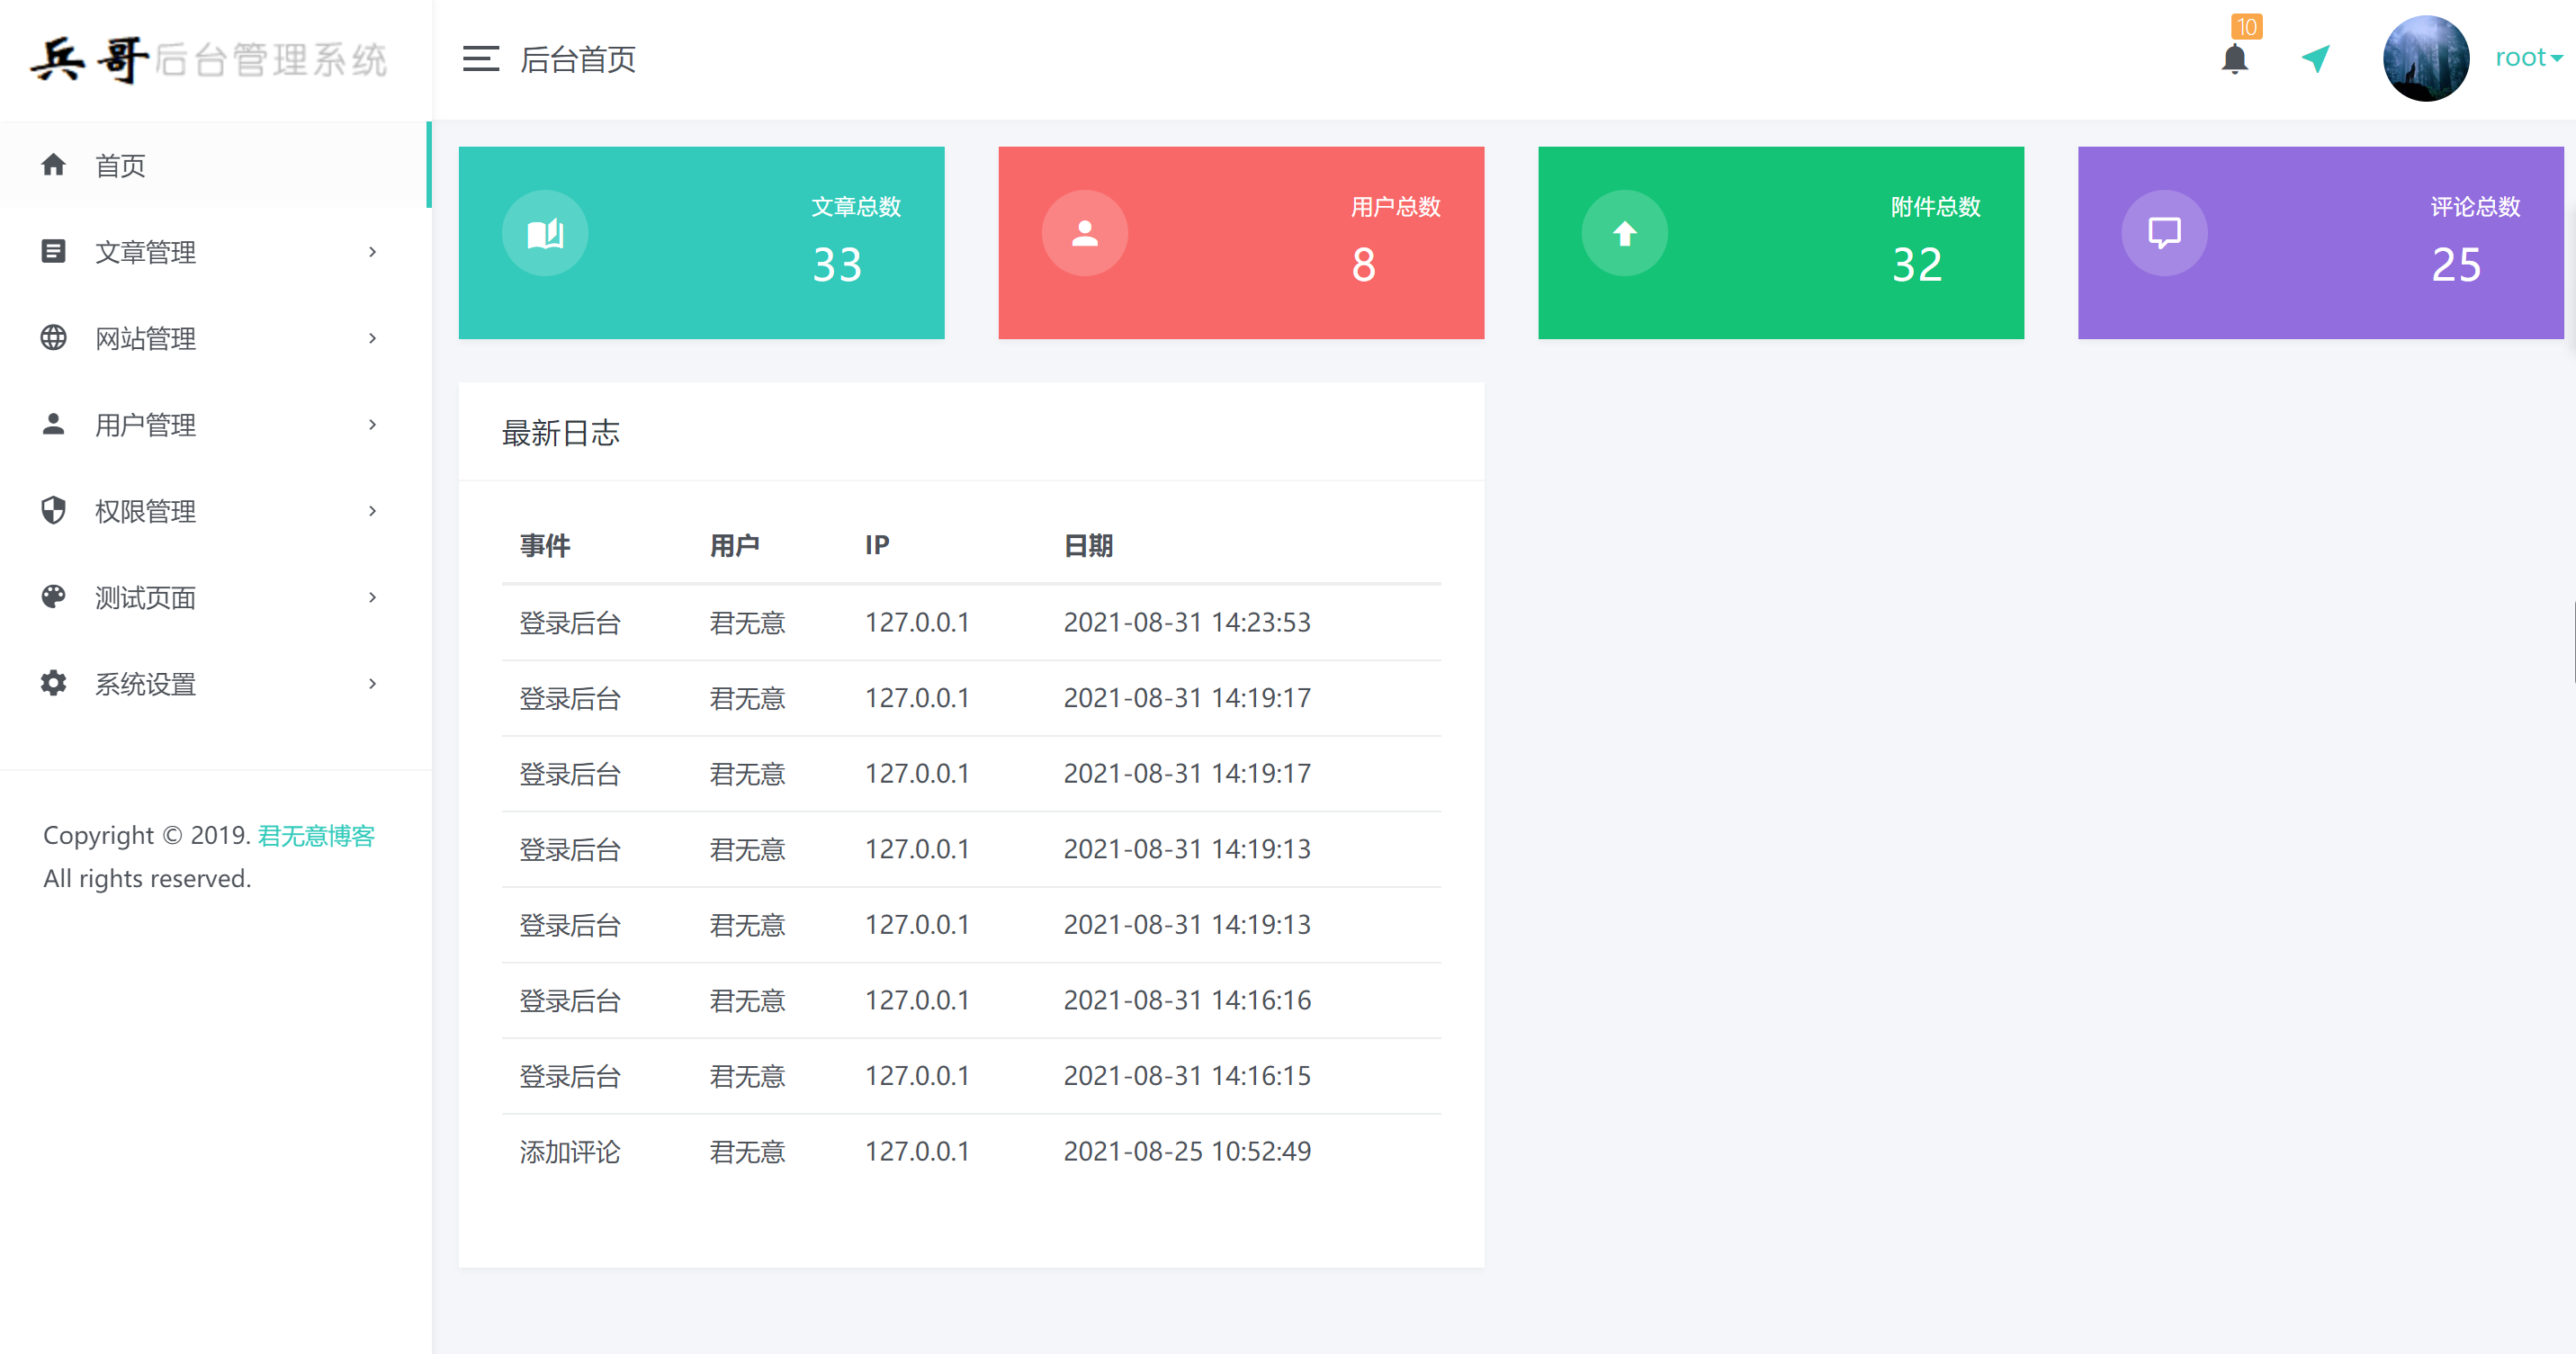 兵哥后台管理系统
后台首页
10
root
首页
文章管理
网站管理
用户管理
权限管理
测试页面
系统设置
Copyright © 2019. 君无意博客
All rights reserved.
文章总数
33
用户总数
8
附件总数
32
评论总数
25
最新日志
事件 用户 IP 日期
登录后台 君无意 127.0.0.1 2021-08-31 14:23:53
登录后台 君无意 127.0.0.1 2021-08-31 14:19:17
登录后台 君无意 127.0.0.1 2021-08-31 14:19:17
登录后台 君无意 127.0.0.1 2021-08-31 14:19:13
登录后台 君无意 127.0.0.1 2021-08-31 14:19:13
登录后台 君无意 127.0.0.1 2021-08-31 14:16:16
登录后台 君无意 127.0.0.1 2021-08-31 14:16:15
添加评论 君无意 127.0.0.1 2021-08-25 10:52:49